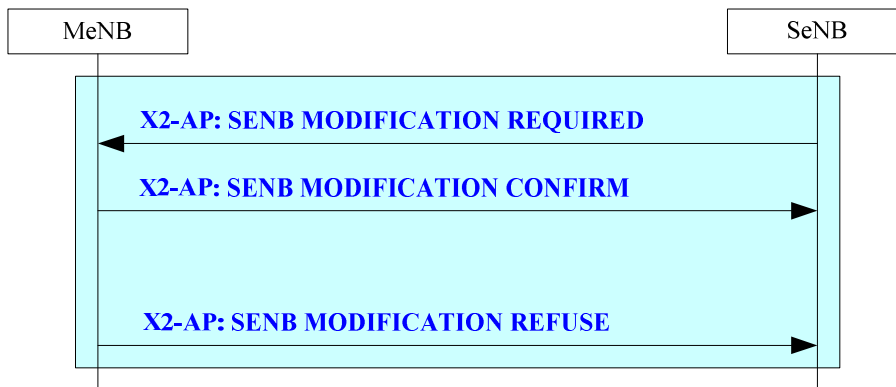 MeNB
SeNB
X2-AP: SENB MODIFICATION REQUIRED
X2-AP: SENB MODIFICATION CONFIRM
X2-AP: SENB MODIFICATION REFUSE